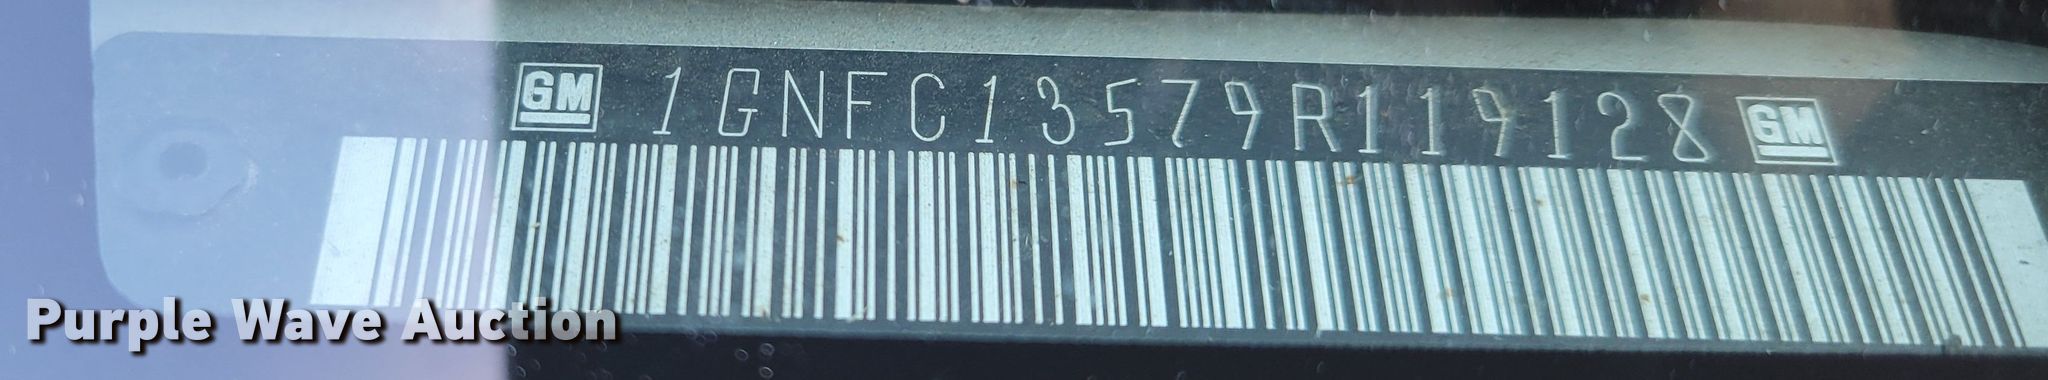 GM 1GNFC13579R119128 GM
Purple Wave Auction